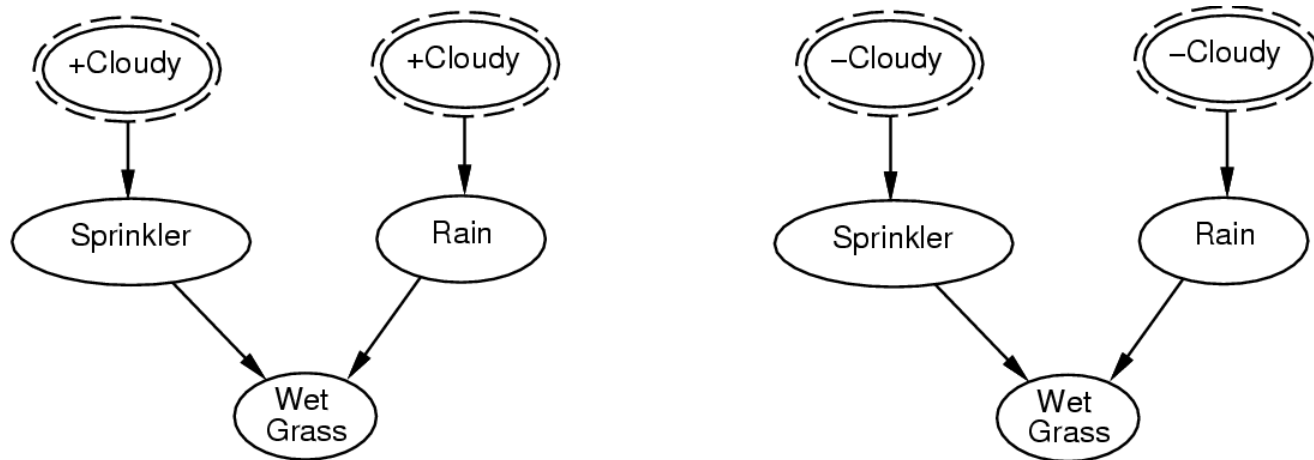 +Cloudy
+Cloudy
–Cloudy
–Cloudy
Sprinkler
Rain
Sprinkler
Rain
Wet
Grass
Wet
Grass